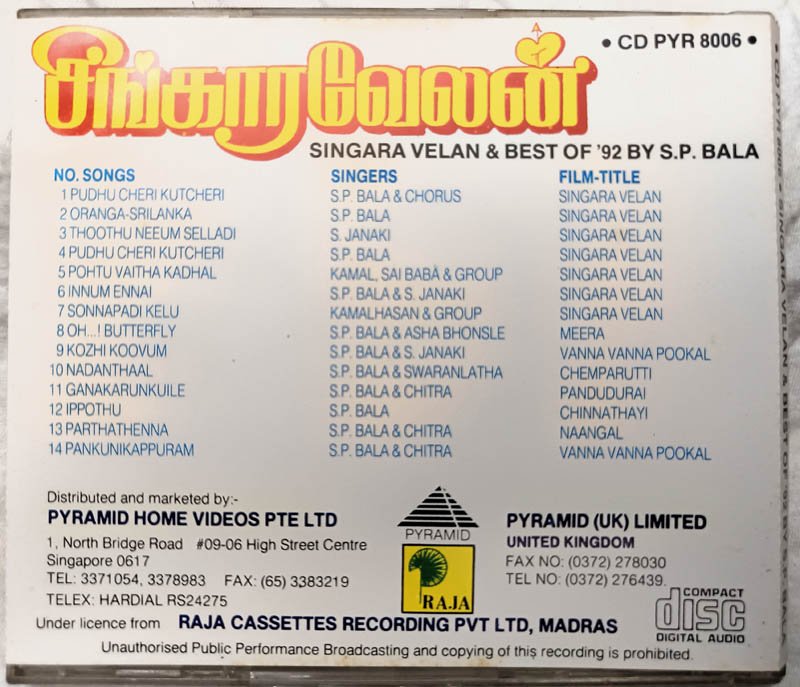 சிங்காரவேலன்
• CD PYR 8006 •
SINGARA VELAN & BEST OF '92 BY S.P. BALA
NO. SONGS SINGERS FILM-TITLE
1 PUDHU CHERI KUTCHERI S.P. BALA & CHORUS SINGARA VELAN
2 ORANGA-SRILANKA S.P. BALA SINGARA VELAN
3 THOOTHU NEEUM SELLADI S. JANAKI SINGARA VELAN
4 PUDHU CHERI KUTCHERI S.P. BALA SINGARA VELAN
5 POHTU VAITHA KADHAL KAMAL, SAI BABA & GROUP SINGARA VELAN
6 INNUM ENNAI S.P. BALA & S. JANAKI SINGARA VELAN
7 SONNAPADI KELU KAMALHASAN & GROUP SINGARA VELAN
8 OH...! BUTTERFLY S.P. BALA & ASHA BHONSLE MEERA
9 KOZHI KOOVUM S.P. BALA & S. JANAKI VANNA VANNA POOKAL
10 NADANTHAAL S.P. BALA & SWARANLATHA CHEMPARUTTI
11 GANAKARUNKUILE S.P. BALA & CHITRA PANDUDURAI
12 IPPOTHU S.P. BALA CHINNATHAYI
13 PARTHATHENNA S.P. BALA & CHITRA NAANGAL
14 PANKUNIKAPPURAM S.P. BALA & CHITRA VANNA VANNA POOKAL
Distributed and marketed by:-
PYRAMID HOME VIDEOS PTE LTD
1, North Bridge Road #09-06 High Street Centre
Singapore 0617
TEL: 3371054, 3378983 FAX: (65) 3383219
TELEX: HARDIAL RS24275
PYRAMID
RAJA
PYRAMID (UK) LIMITED
UNITED KINGDOM
FAX NO: (0372) 278030
TEL NO: (0372) 276439.
COMPACT
disc
DIGITAL AUDIO
Under licence from RAJA CASSETTES RECORDING PVT LTD, MADRAS
Unauthorised Public Performance Broadcasting and copying of this recording is prohibited.
• CD PYR 8006 • SINGARA VELAN & BEST OF '92 BY